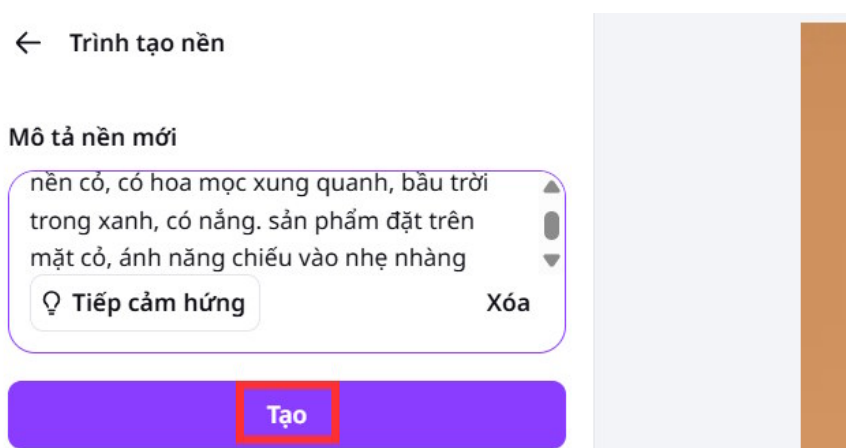 Trình tạo nền
Mô tả nền mới
nền cỏ, có hoa mọc xung quanh, bầu trời
trong xanh, có nắng. sản phẩm đặt trên
mặt cỏ, ánh năng chiếu vào nhẹ nhàng
Tiếp cảm hứng
Xóa
Tạo